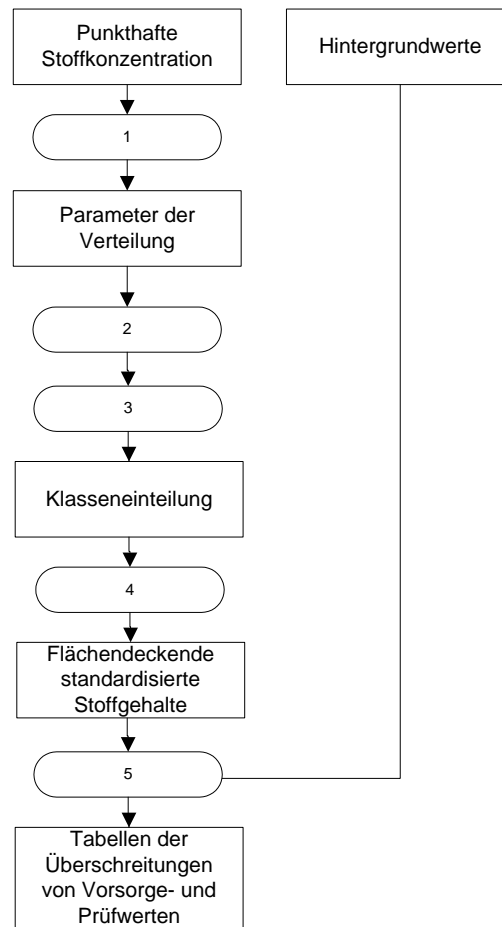 Punkthafte
Stoffkonzentration
Hintergrundwerte
1
Parameter der
Verteilung
2
3
Klasseneinteilung
4
Flächendeckende
standardisierte
Stoffgehalte
5
Tabellen der
Überschreitungen
von Vorsorge- und
Prüfwerten